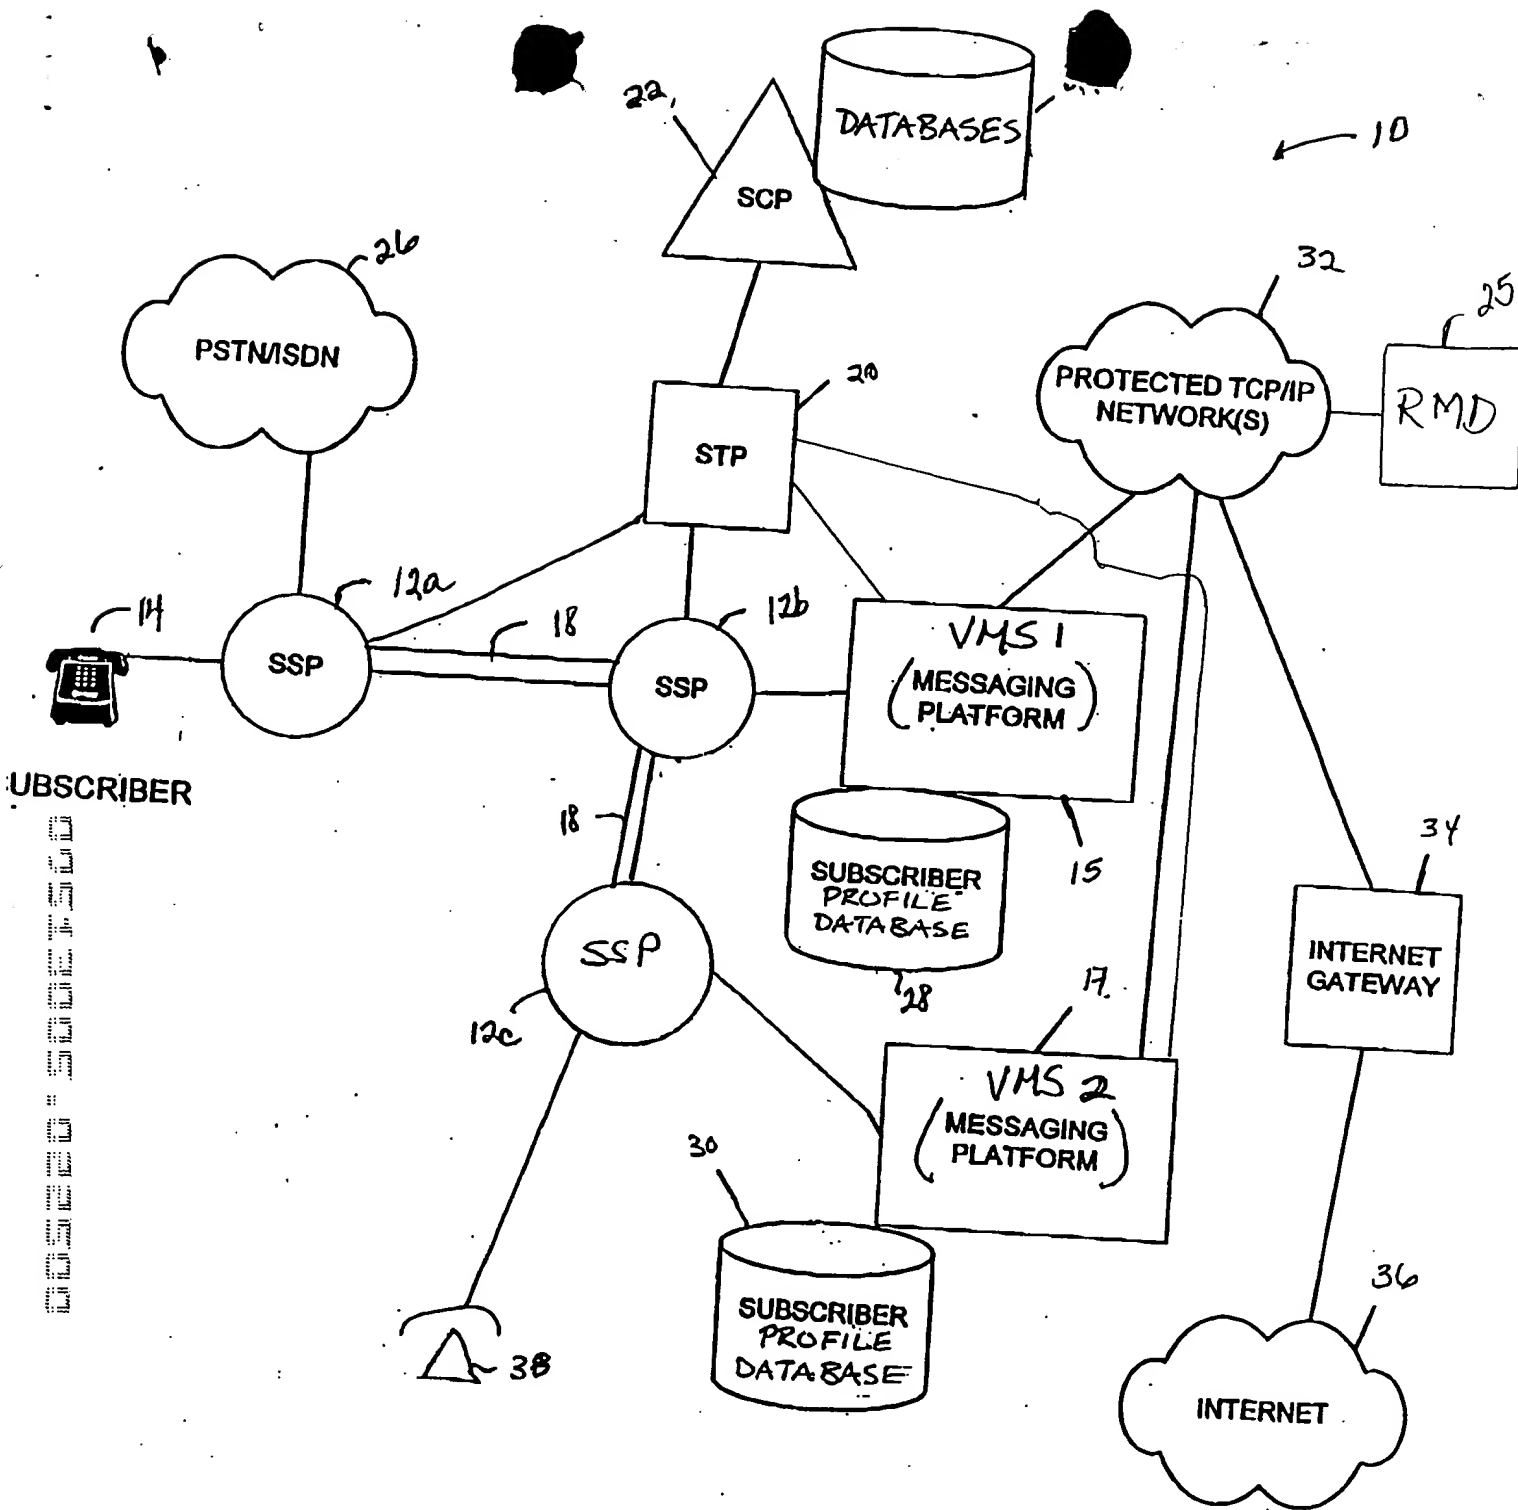 22
DATABASES
10
SCP
26
32
25
PSTN/ISDN
PROTECTED TCP/IP
NETWORK(S)
RMD
20
STP
12a
12b
14
18
SSP
SSP
VMS 1
(MESSAGING
PLATFORM)
UBSCRIBER
18
15
34
SUBSCRIBER
PROFILE
DATABASE
SSP
INTERNET
GATEWAY
28
17
12c
VMS 2
(MESSAGING
PLATFORM)
30
36
SUBSCRIBER
PROFILE
DATABASE
38
INTERNET